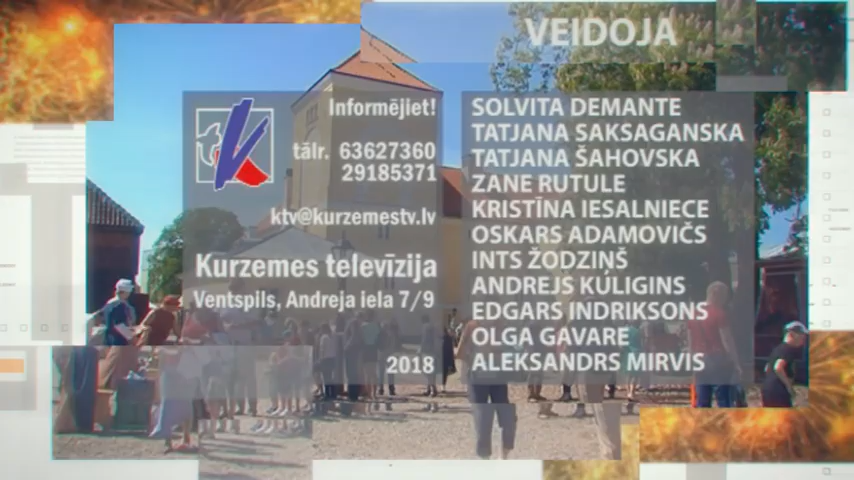 VEIDOJA
Informējiet!
tālr. 63627360
29185371
ktv@kurzemestv.lv
Kurzemes televīzija
Ventspils, Andreja iela 7/9
2018
SOLVITA DEMANTE
TATJANA SAKSAGANSKA
TATJANA ŠAHOVSKA
ZANE RUTULE
KRISTĪNA IESALNIECE
OSKARS ADAMOVIČS
INTS ŽODZIŅŠ
ANDREJS KUĻIGINS
EDGARS INDRIKSONS
OLGA GAVARE
ALEKSANDRS MIRVIS